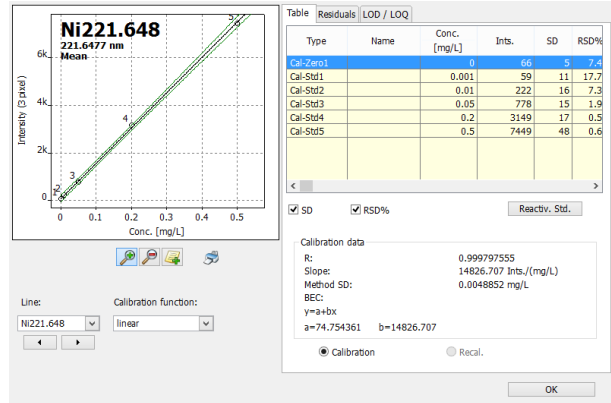 Ni221.648
221.6477 nm
Mean
Intensity (3 pixel)
6k
4k
2k
0
1
2
3
4
5
0 0.1 0.2 0.3 0.4 0.5
Conc. [mg/L]
Line: Calibration function:
Ni221.648 linear
Table Residuals LOD / LOQ
Type Name Conc. [mg/L] Ints. SD RSD%
Cal-Zero1 0 66 5 7.4
Cal-Std1 0.001 59 11 17.7
Cal-Std2 0.01 222 16 7.3
Cal-Std3 0.05 778 15 1.9
Cal-Std4 0.2 3149 17 0.5
Cal-Std5 0.5 7449 48 0.6
SD RSD% Reactiv. Std.
Calibration data
R: 0.999797555
Slope: 14826.707 Ints./(mg/L)
Method SD: 0.0048852 mg/L
BEC:
y=a+bx
a=74.754361 b=14826.707
Calibration Recal.
OK